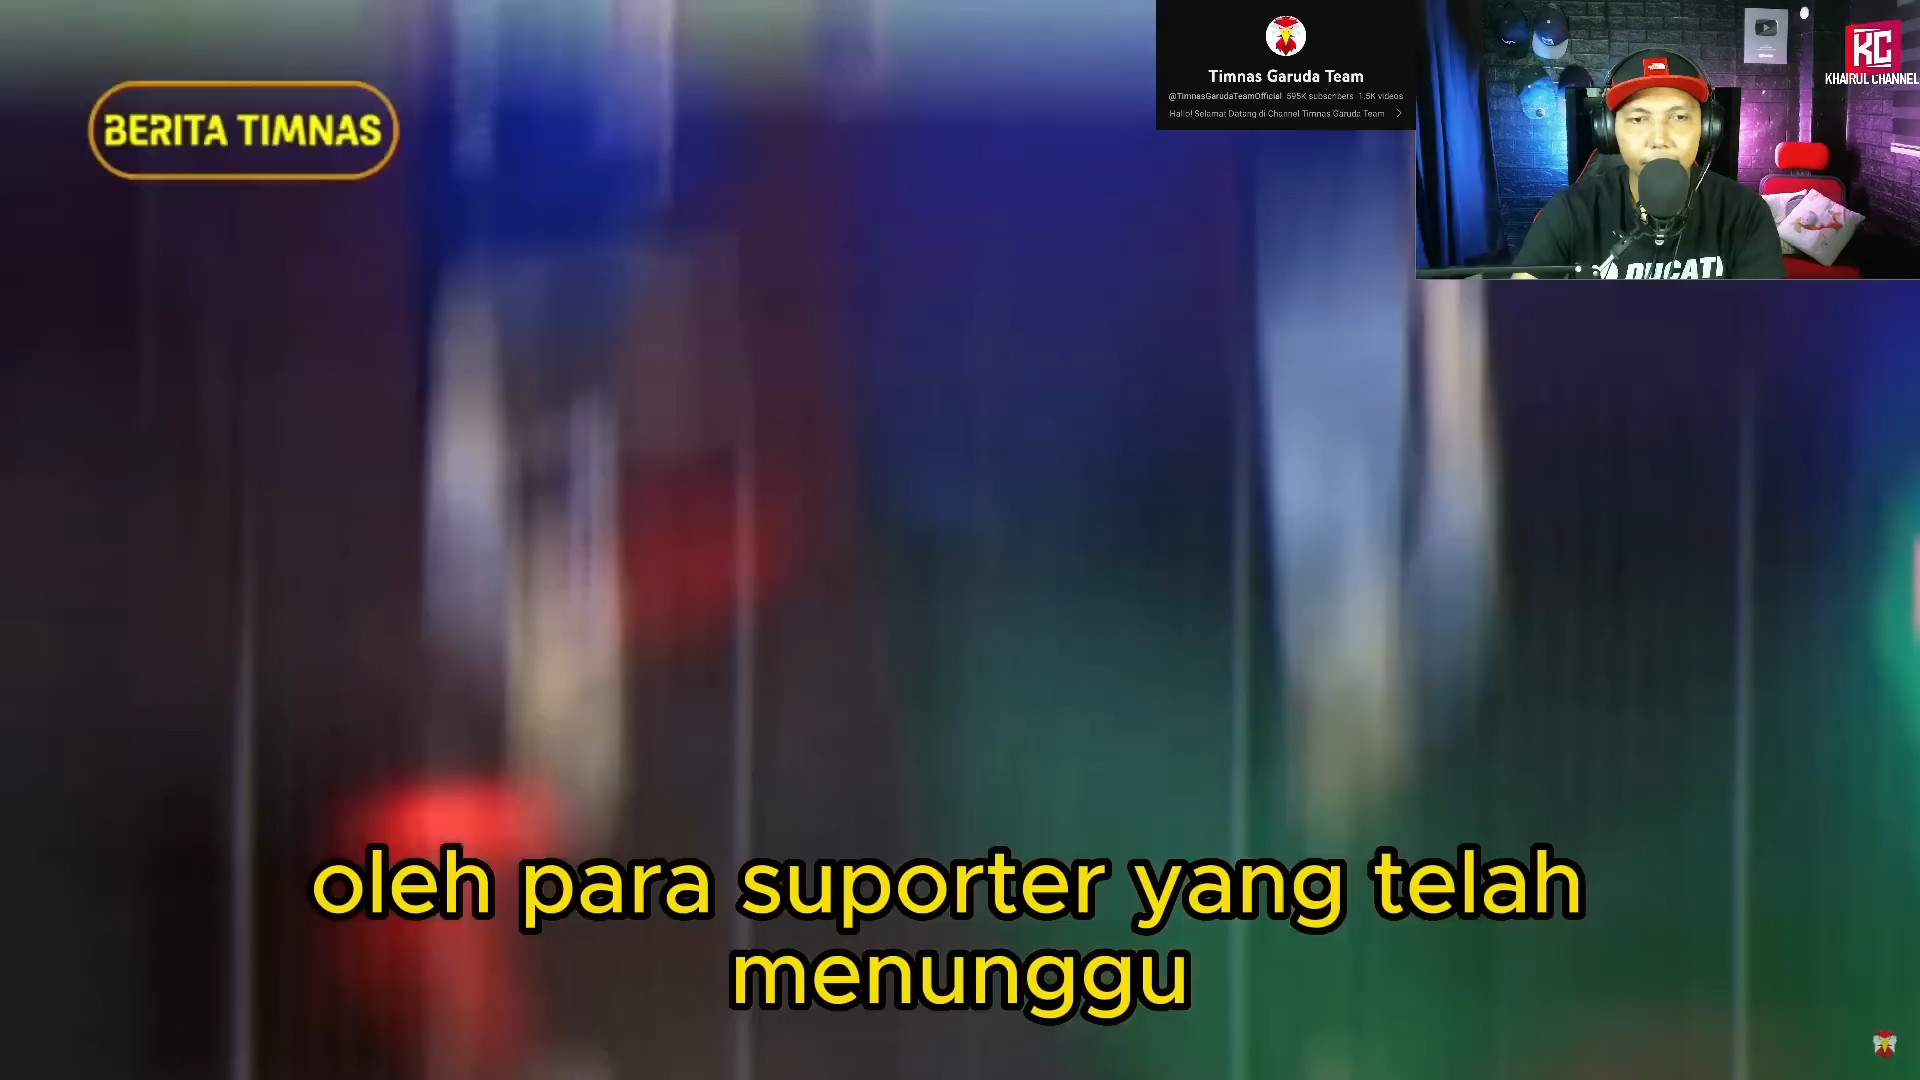 BERITA TIMNAS
Timnas Garuda Team
@TimnasGarudaTeamOfficial 595K subscribers 1.5K videos
Hallo! Selamat Datang di Channel Timnas Garuda Team
KC
KHAIRUL CHANNEL
DUCATI
oleh para suporter yang telah
menunggu